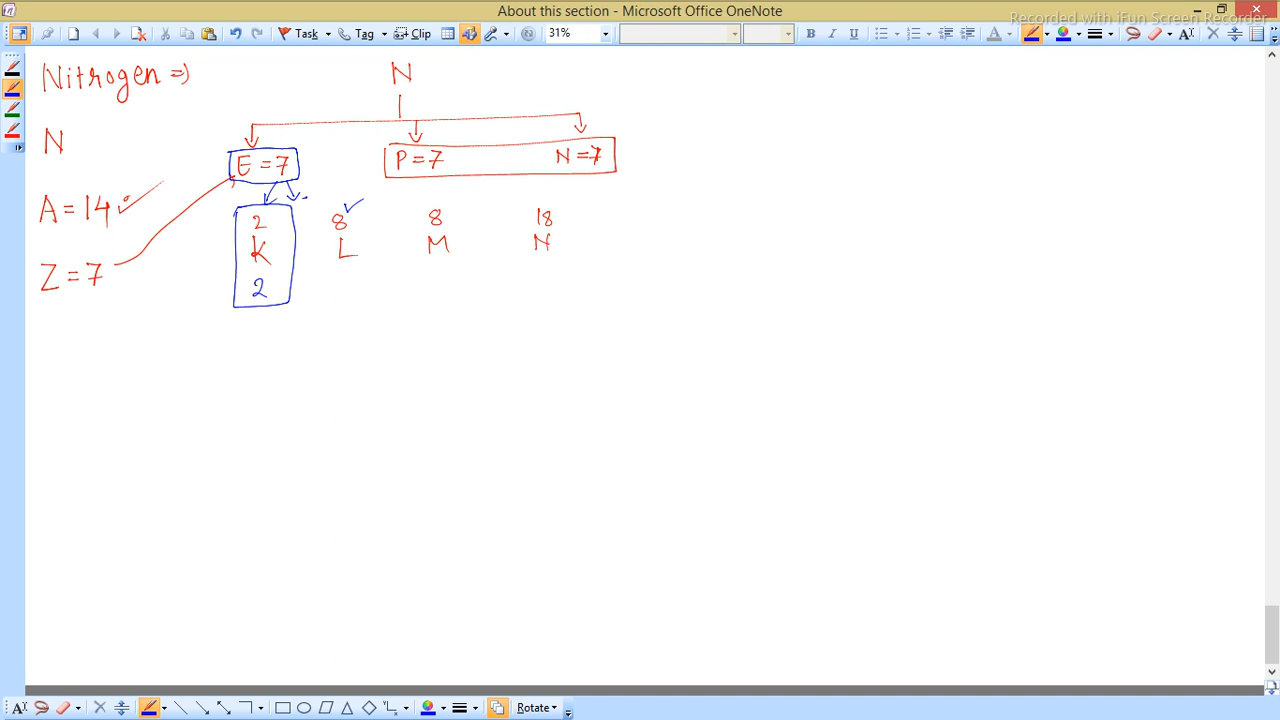 About this section - Microsoft Office OneNote
Recorded with iFun Screen Recorder
Task Tag Clip 31% B I U A
Nitrogen ⇒
N
N
E = 7
P = 7
N = 7
A = 14
2 8 8 18
K L M N
Z = 7
2
Rotate